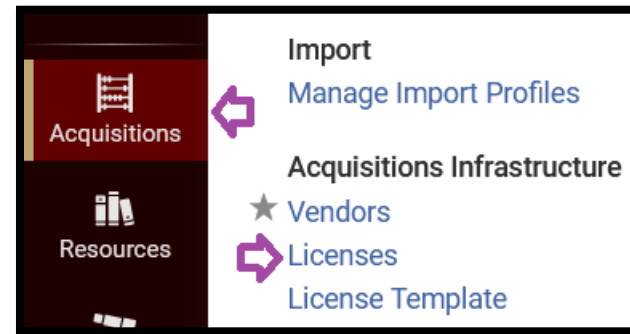 Acquisitions
Resources
Import
Manage Import Profiles
Acquisitions Infrastructure
Vendors
Licenses
License Template